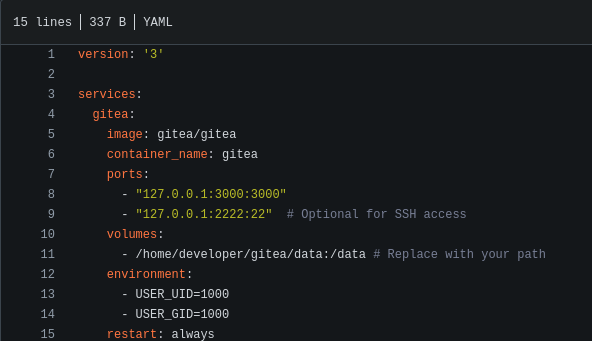 15 lines | 337 B | YAML
1 version: '3'
2
3 services:
4   gitea:
5     image: gitea/gitea
6     container_name: gitea
7     ports:
8       - "127.0.0.1:3000:3000"
9       - "127.0.0.1:2222:22"  # Optional for SSH access
10     volumes:
11       - /home/developer/gitea/data:/data # Replace with your path
12     environment:
13       - USER_UID=1000
14       - USER_GID=1000
15     restart: always